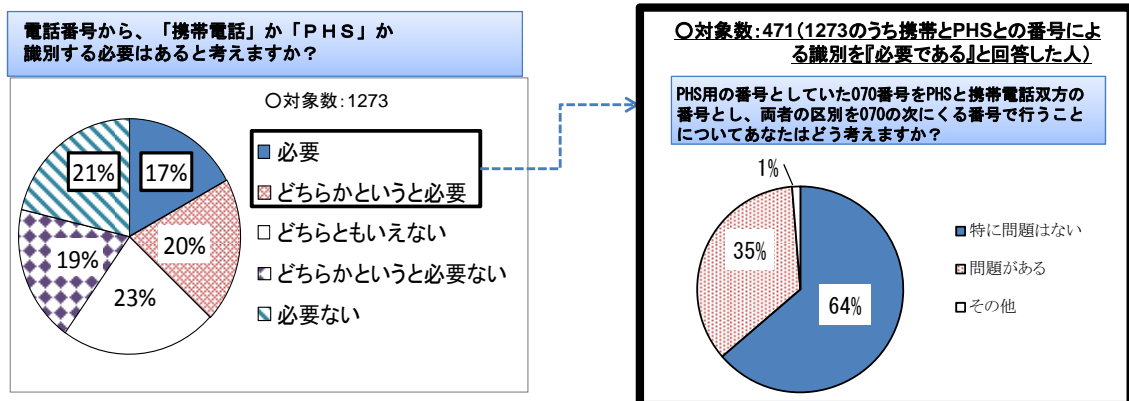 電話番号から、「携帯電話」か「ＰＨＳ」か
識別する必要はあると考えますか？
○対象数：1273
21%
17%
20%
23%
19%
必要
どちらかというと必要
どちらともいえない
どちらかというと必要ない
必要ない
○対象数：471（1273のうち携帯とPHSとの番号によ
る識別を『必要である』と回答した人）
PHS用の番号としていた070番号をPHSと携帯電話双方の
番号とし、両者の区別を070の次にくる番号で行うこと
についてあなたはどう考えますか？
1%
35%
64%
特に問題はない
問題がある
その他